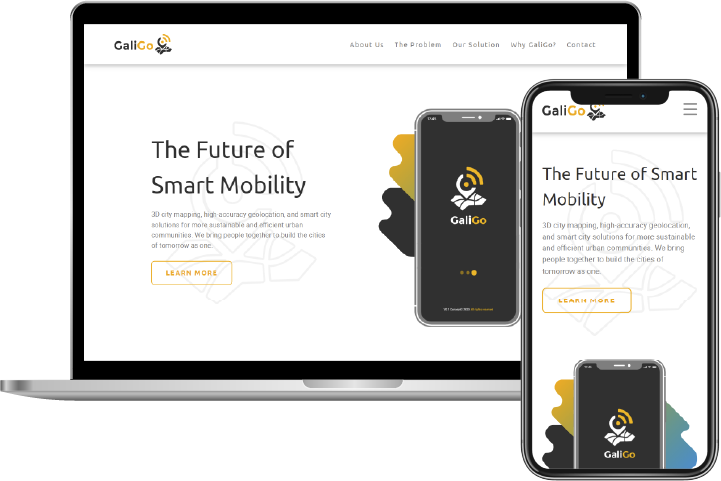 GaliGo
About Us The Problem Our Solution Why GaliGo? Contact
The Future of
Smart Mobility
3D city mapping, high-accuracy geolocation, and smart city
solutions for more sustainable and efficient urban
communities. We bring people together to build the cities
of tomorrow as one.
LEARN MORE
GaliGo
GaliGo
The Future of Smart
Mobility
3D city mapping, high-accuracy geolocation,
and smart city solutions for more sustainable
and efficient urban communities. We bring
people together to build the cities of
tomorrow as one.
LEARN MORE
GaliGo